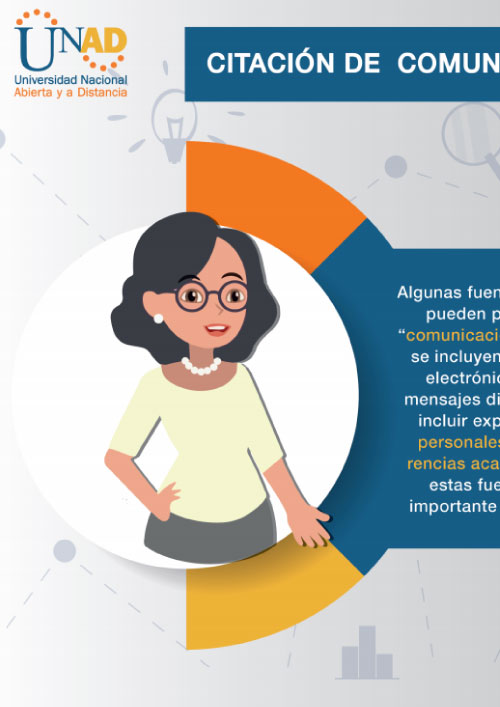 UNAD
Universidad Nacional
Abierta y a Distancia
CITACIÓN DE COMUN
Algunas fuen
pueden p
“comunicaci
se incluyen
electrónic
mensajes di
incluir exp
personales
rencias aca
estas fue
importante